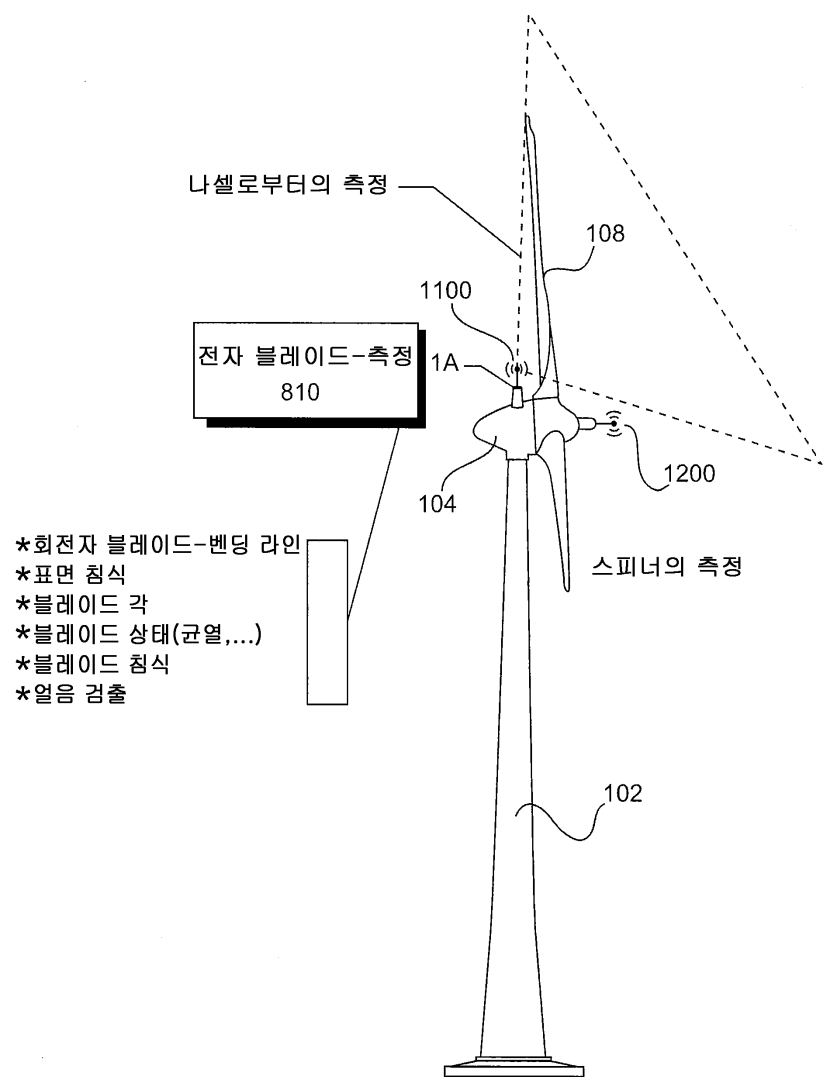 나셀로부터의 측정
108
1100
전자 블레이드-측정
810
1A
104
1200
스피너의 측정
*회전자 블레이드-벤딩 라인
*표면 침식
*블레이드 각
*블레이드 상태(균열,...)
*블레이드 침식
*얼음 검출
102